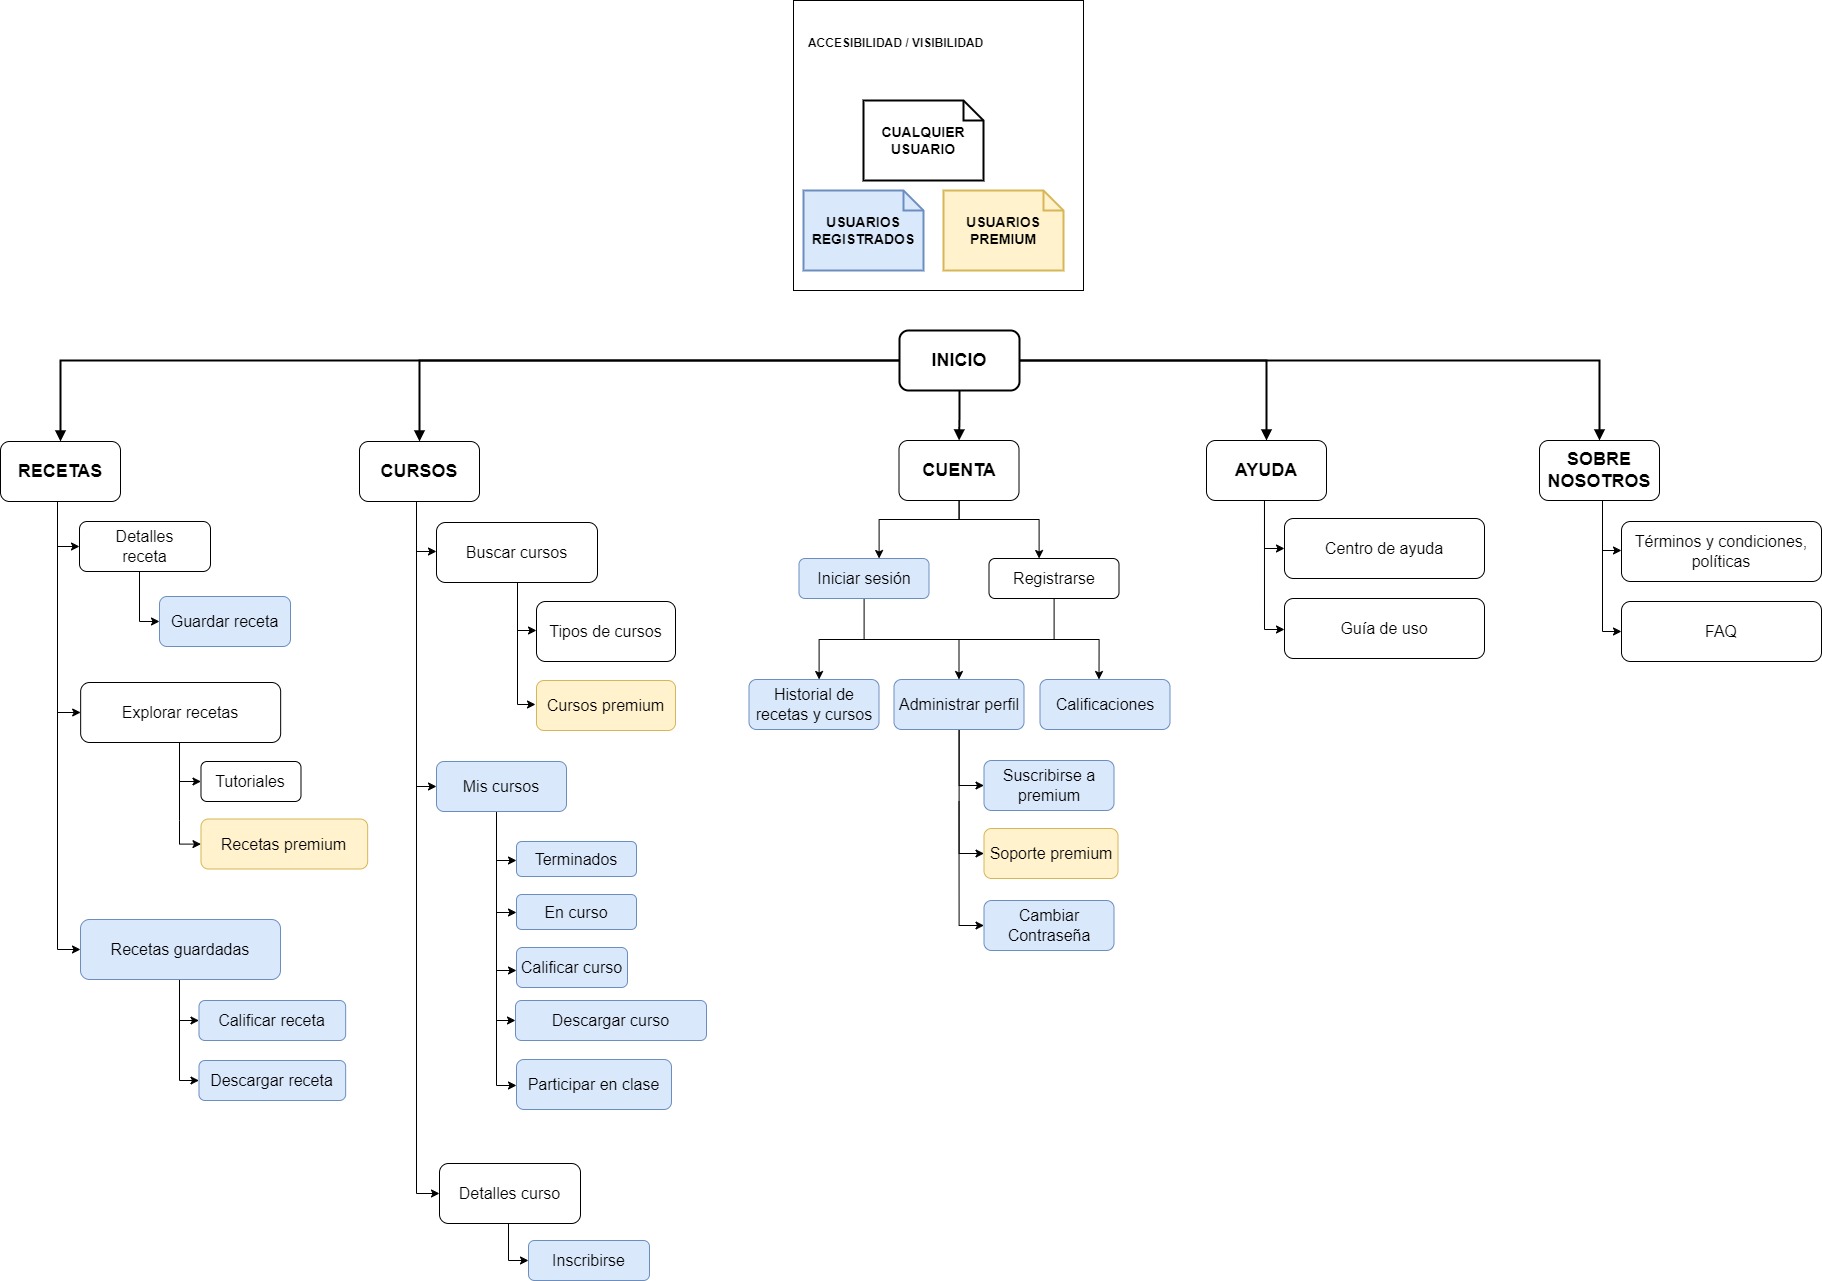 ACCESIBILIDAD / VISIBILIDAD
CUALQUIER
USUARIO
USUARIOS
REGISTRADOS
USUARIOS
PREMIUM
INICIO
RECETAS
Detalles
receta
Guardar receta
Explorar recetas
Tutoriales
Recetas premium
Recetas guardadas
Calificar receta
Descargar receta
CURSOS
Buscar cursos
Tipos de cursos
Cursos premium
Mis cursos
Terminados
En curso
Calificar curso
Descargar curso
Participar en clase
Detalles curso
Inscribirse
CUENTA
Iniciar sesión
Registrarse
Historial de
recetas y cursos
Administrar perfil
Calificaciones
Suscribirse a
premium
Soporte premium
Cambiar
Contraseña
AYUDA
Centro de ayuda
Guía de uso
SOBRE
NOSOTROS
Términos y condiciones,
políticas
FAQ